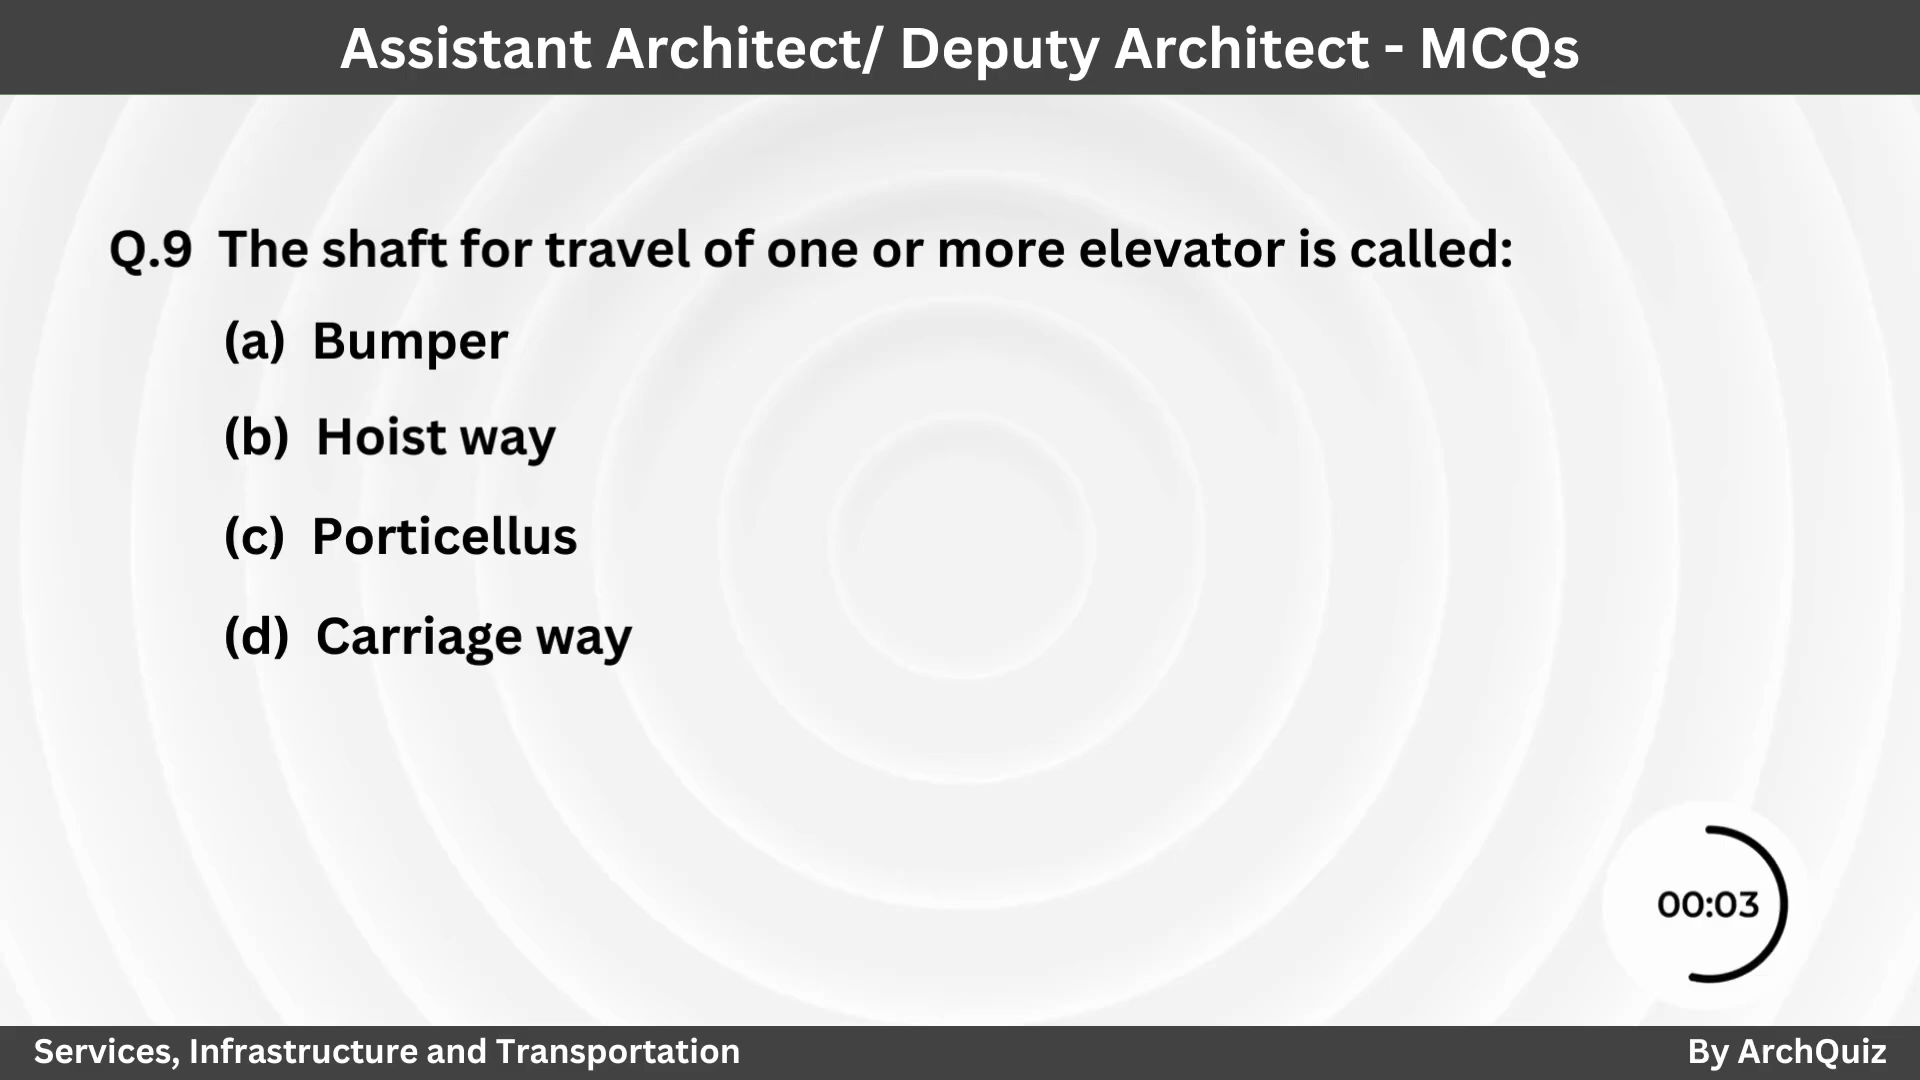 Assistant Architect/ Deputy Architect - MCQs
Q.9 The shaft for travel of one or more elevator is called:
(a) Bumper
(b) Hoist way
(c) Porticellus
(d) Carriage way
00:03
Services, Infrastructure and Transportation
By ArchQuiz